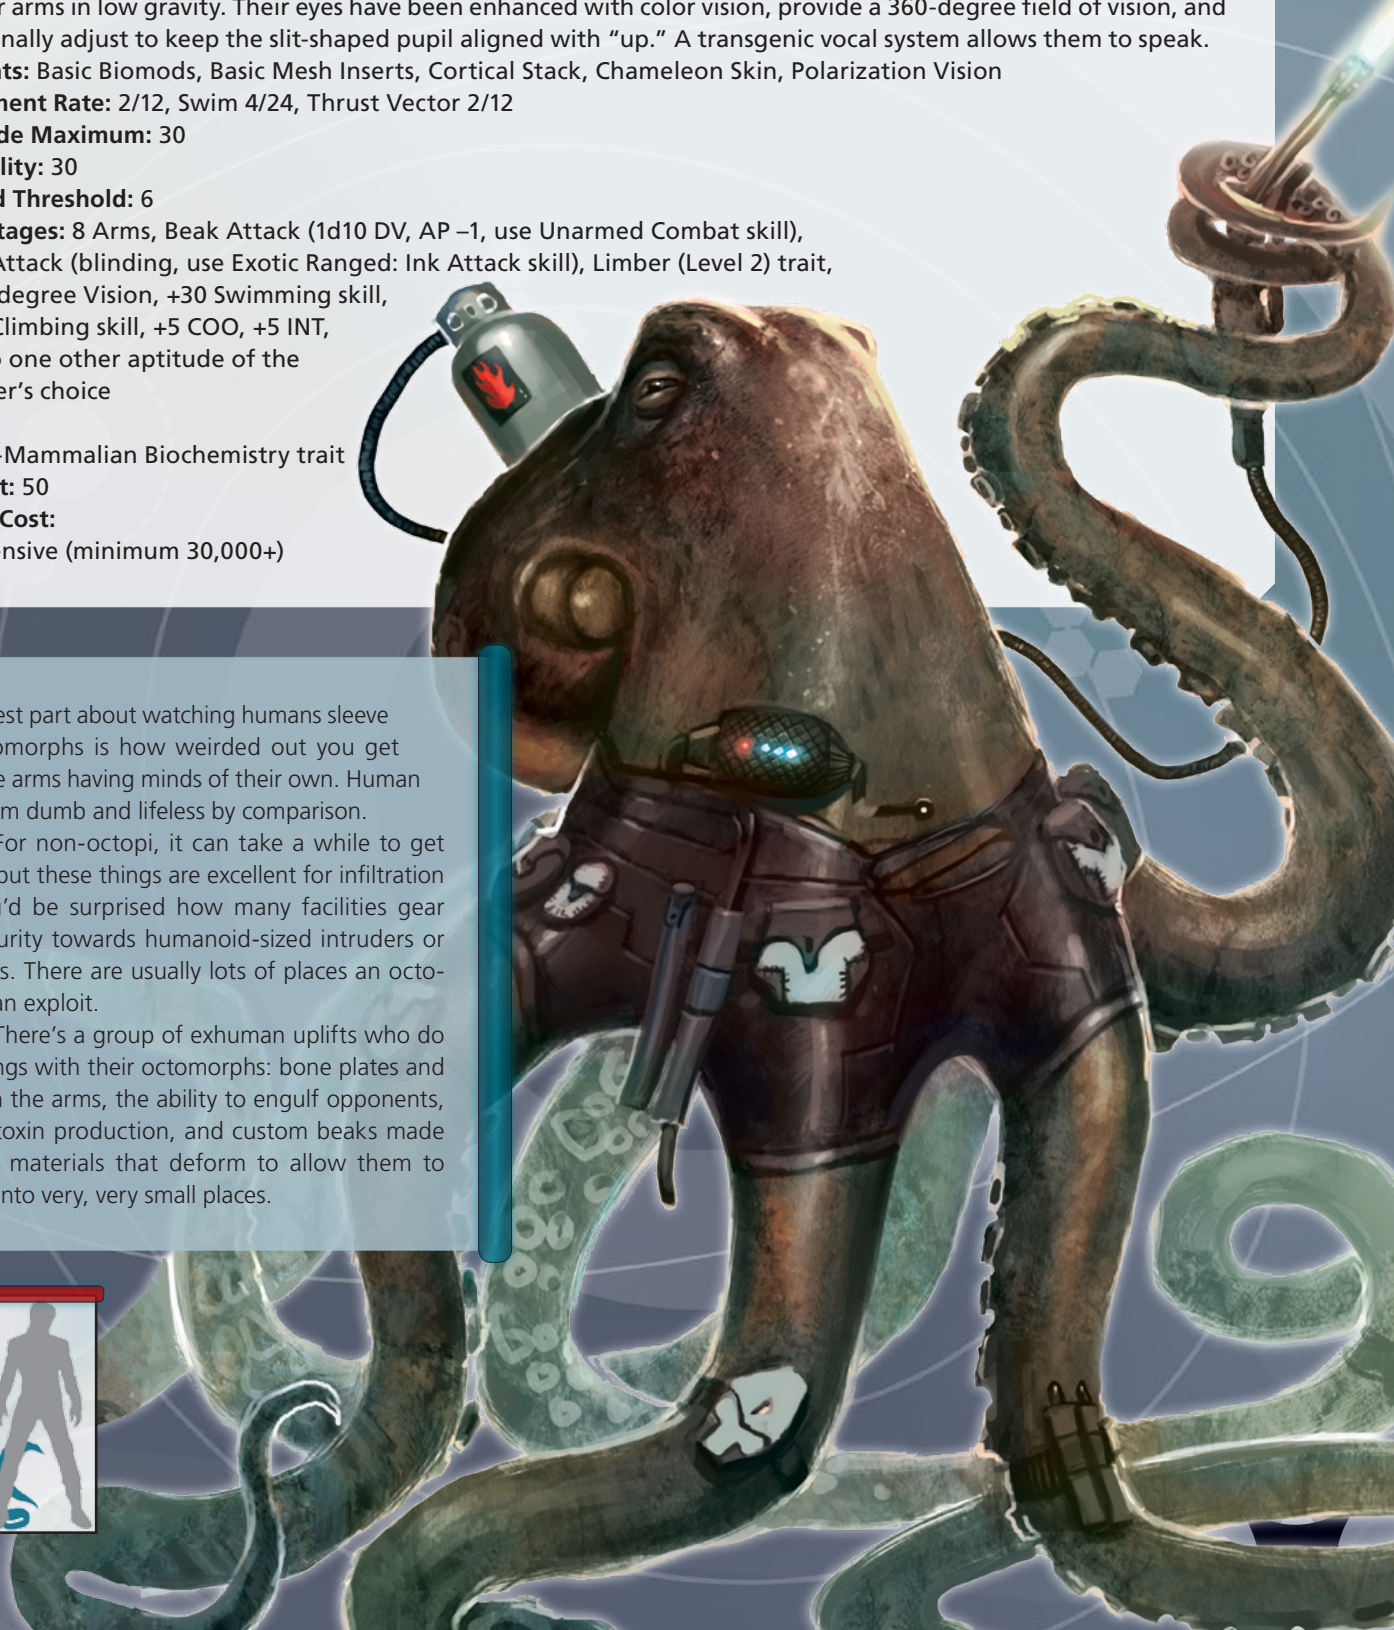 r arms in low gravity. Their eyes have been enhanced with color vision, provide a 360-degree field of vision, and
nally adjust to keep the slit-shaped pupil aligned with “up.” A transgenic vocal system allows them to speak.
ts: Basic Biomods, Basic Mesh Inserts, Cortical Stack, Chameleon Skin, Polarization Vision
ment Rate: 2/12, Swim 4/24, Thrust Vector 2/12
de Maximum: 30
lity: 30
d Threshold: 6
tages: 8 Arms, Beak Attack (1d10 DV, AP –1, use Unarmed Combat skill),
Attack (blinding, use Exotic Ranged: Ink Attack skill), Limber (Level 2) trait,
degree Vision, +30 Swimming skill,
Climbing skill, +5 COO, +5 INT,
o one other aptitude of the
er’s choice
-Mammalian Biochemistry trait
t: 50
Cost:
nsive (minimum 30,000+)
est part about watching humans sleeve
omorphs is how weirded out you get
e arms having minds of their own. Human
m dumb and lifeless by comparison.
For non-octopi, it can take a while to get
but these things are excellent for infiltration
u’d be surprised how many facilities gear
urity towards humanoid-sized intruders or
s. There are usually lots of places an octo-
an exploit.
There’s a group of exhuman uplifts who do
ngs with their octomorphs: bone plates and
n the arms, the ability to engulf opponents,
toxin production, and custom beaks made
materials that deform to allow them to
nto very, very small places.